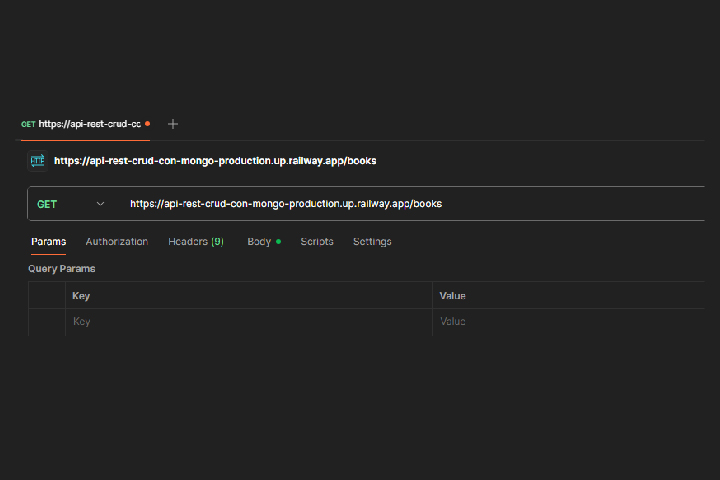 GET https://api-rest-crud-cc
https://api-rest-crud-con-mongo-production.up.railway.app/books
GET https://api-rest-crud-con-mongo-production.up.railway.app/books
Params Authorization Headers (9) Body Scripts Settings
Query Params
Key Value
Key Value